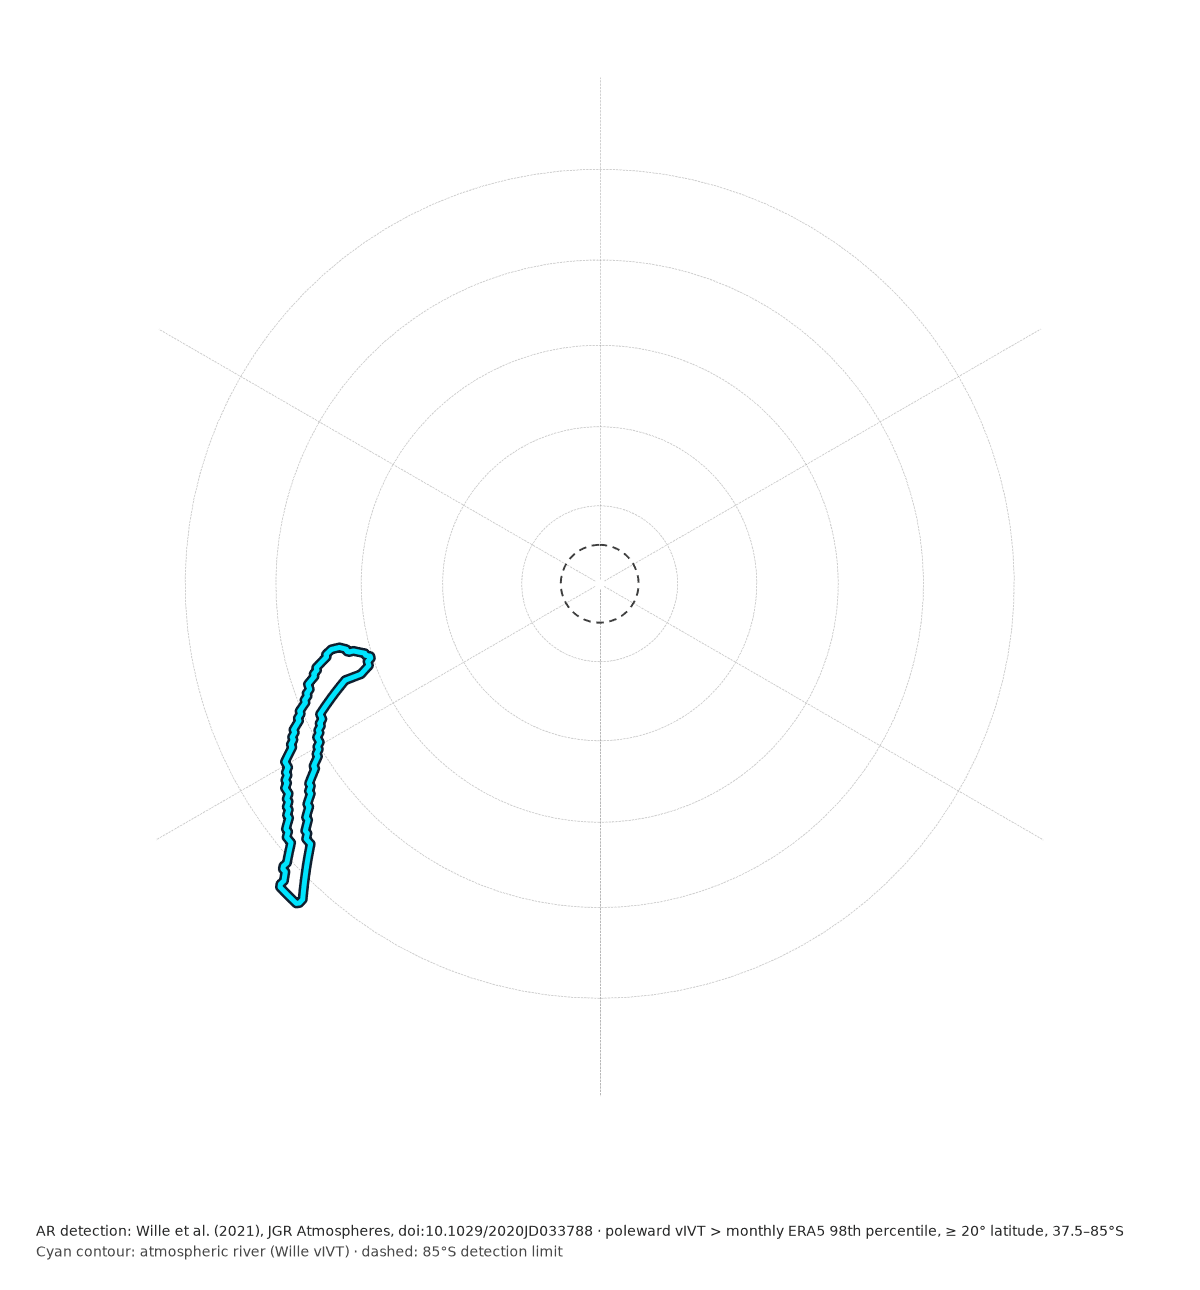 AR detection: Wille et al. (2021), JGR Atmospheres, doi:10.1029/2020JD033788 · poleward vIVT > monthly ERA5 98th percentile, ≥ 20° latitude, 37.5–85°S
Cyan contour: atmospheric river (Wille vIVT) · dashed: 85°S detection limit